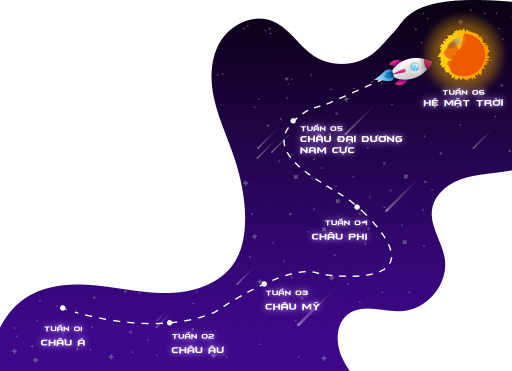 TUẦN 06
HỆ MẶT TRỜI
TUẦN 05
CHÂU ĐẠI DƯƠNG
NAM CỰC
TUẦN 04
CHÂU PHI
TUẦN 03
CHÂU MỸ
TUẦN 01
CHÂU Á
TUẦN 02
CHÂU ÂU